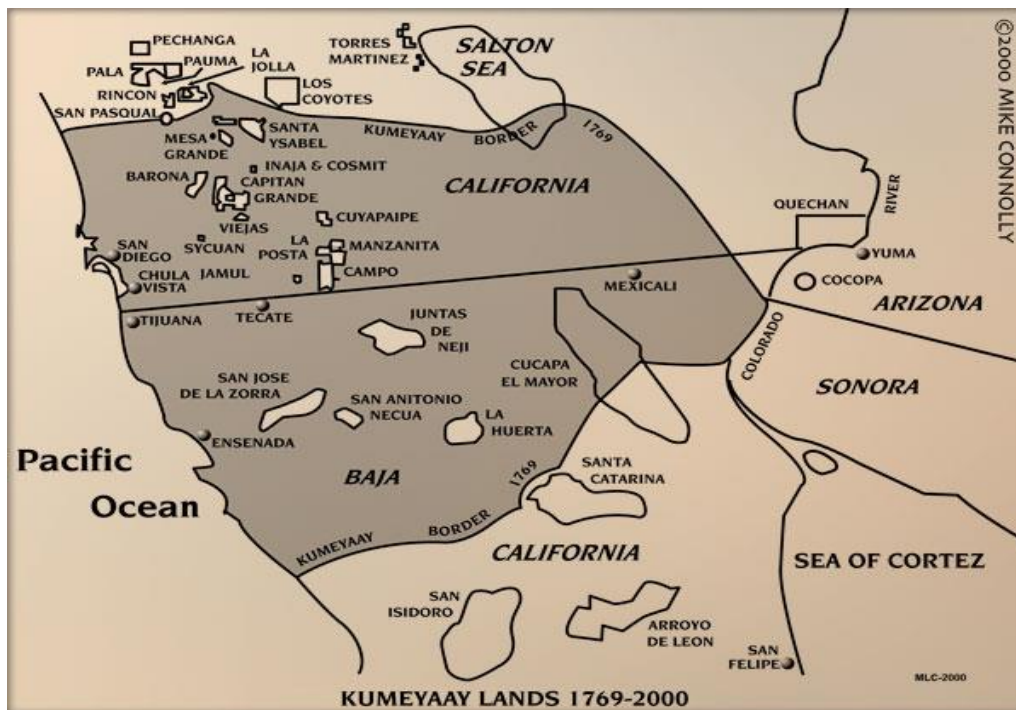 ©2000 MIKE CONNOLLY
PECHANGA
PAUMA
PALA
LA
JOLLA
RINCON
SAN PASQUAL
LOS
COYOTES
TORRES
MARTINEZ
SALTON
SEA
KUMEYAAY BORDER 1769
MESA
GRANDE
SANTA
YSABEL
INAJA & COSMIT
BARONA
CAPITAN
GRANDE
CALIFORNIA
VIEJAS
CUYAPAIPE
SYCUAN
LA
POSTA
MANZANITA
SAN
DIEGO
JAMUL
CAMPO
CHULA
VISTA
QUECHAN
RIVER
YUMA
COCOPA
ARIZONA
MEXICALI
TIJUANA
TECATE
JUNTAS
DE
NEJI
COLORADO
CUCAPA
EL MAYOR
SONORA
SAN JOSE
DE LA ZORRA
SAN ANITONIO
NECUA
LA
HUERTA
ENSENADA
Pacific
Ocean
BAJA
SANTA
CATARINA
KUMEYAAY BORDER 1769
CALIFORNIA
SEA OF CORTEZ
SAN
ISIDORO
ARROYO
DE LEON
SAN
FELIPE
MLC-2000
KUMEYAAY LANDS 1769-2000